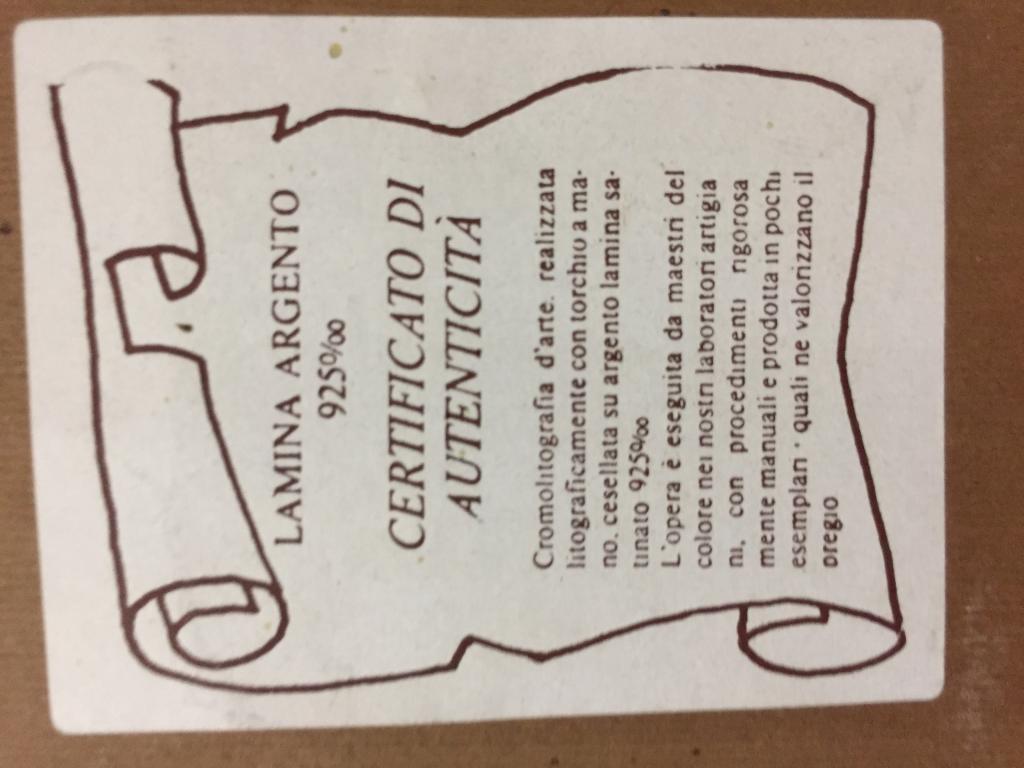 LAMINA ARGENTO
925‰
CERTIFICATO DI
AUTENTICITÀ
Cromolitografia d'arte. realizzata
litograficamente con torchio a ma-
no. cesellata su argento lamina sa-
tinato 925‰
L'opera è eseguita da maestri del
colore nei nostri laboratori artigia
ni. con procedimenti rigorosa
mente manuali e prodotta in pochi
esemplari ' quali ne valorizzano il
pregio